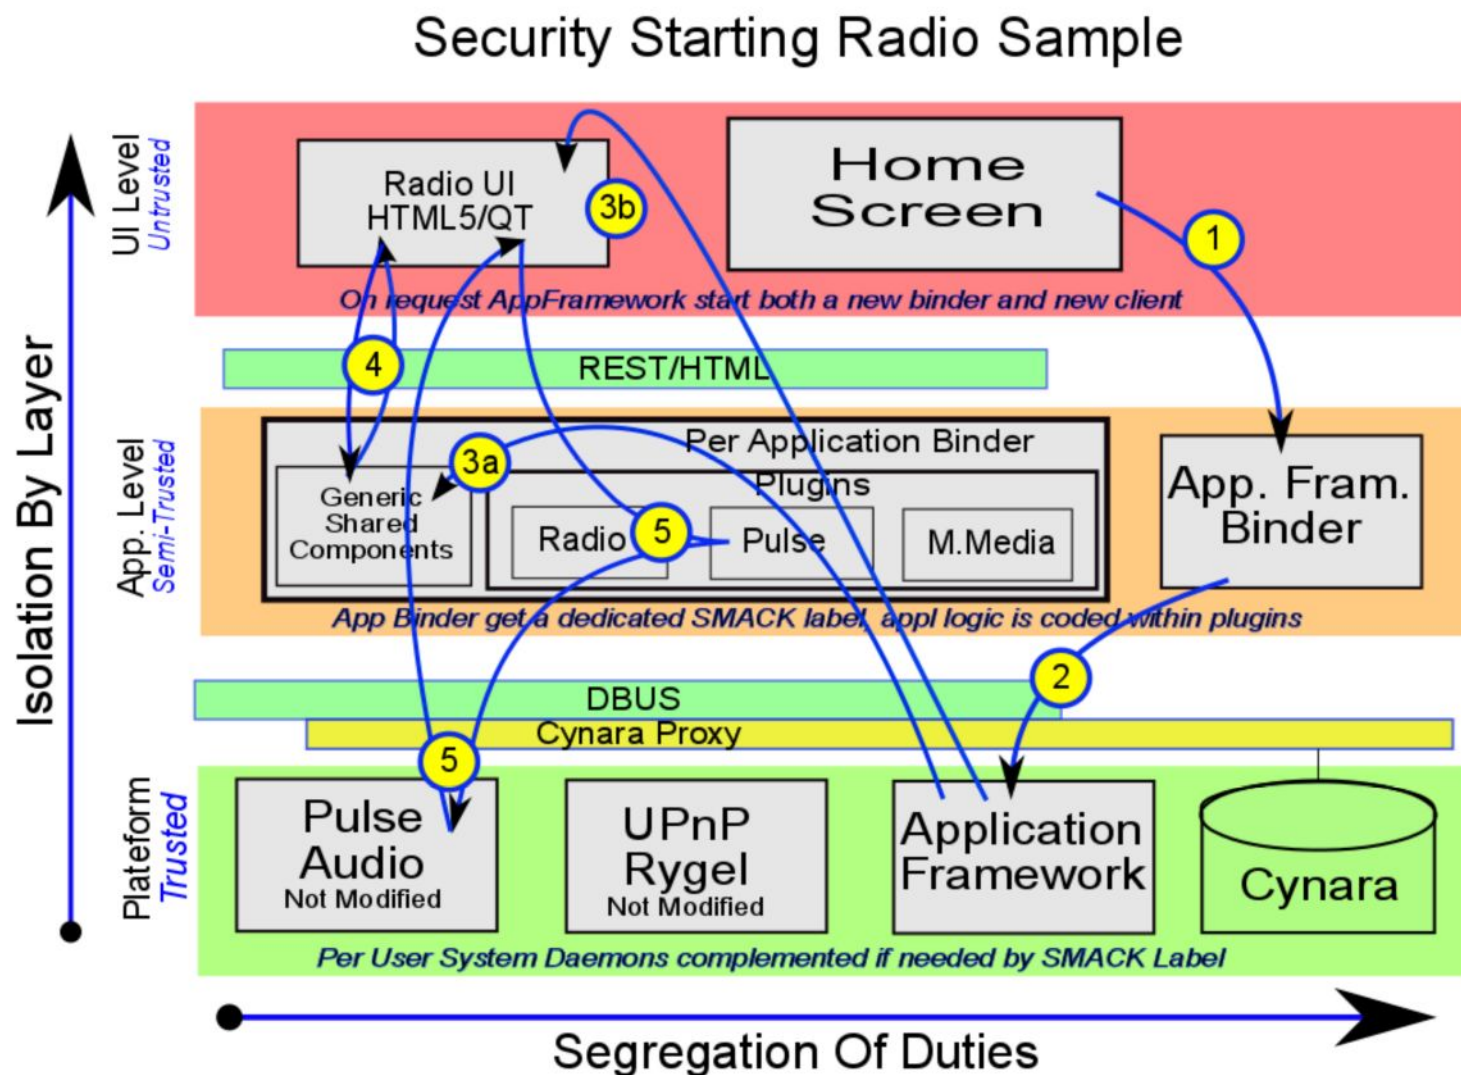 Security Starting Radio Sample
UI Level
Untrusted
Radio UI
HTML5/QT
3b
Home
Screen
1
On request AppFramework start both a new binder and new client
4
REST/HTML
Isolation By Layer
App. Level
Semi-Trusted
Per Application Binder
3a
Generic
Shared
Components
Plugins
Radio
5
Pulse
M.Media
App. Fram.
Binder
App Binder get a dedicated SMACK label, appl logic is coded within plugins
2
DBUS
Cynara Proxy
5
Plateform
Trusted
Pulse
Audio
Not Modified
UPnP
Rygel
Not Modified
Application
Framework
Cynara
Per User System Daemons complemented if needed by SMACK Label
Segregation Of Duties